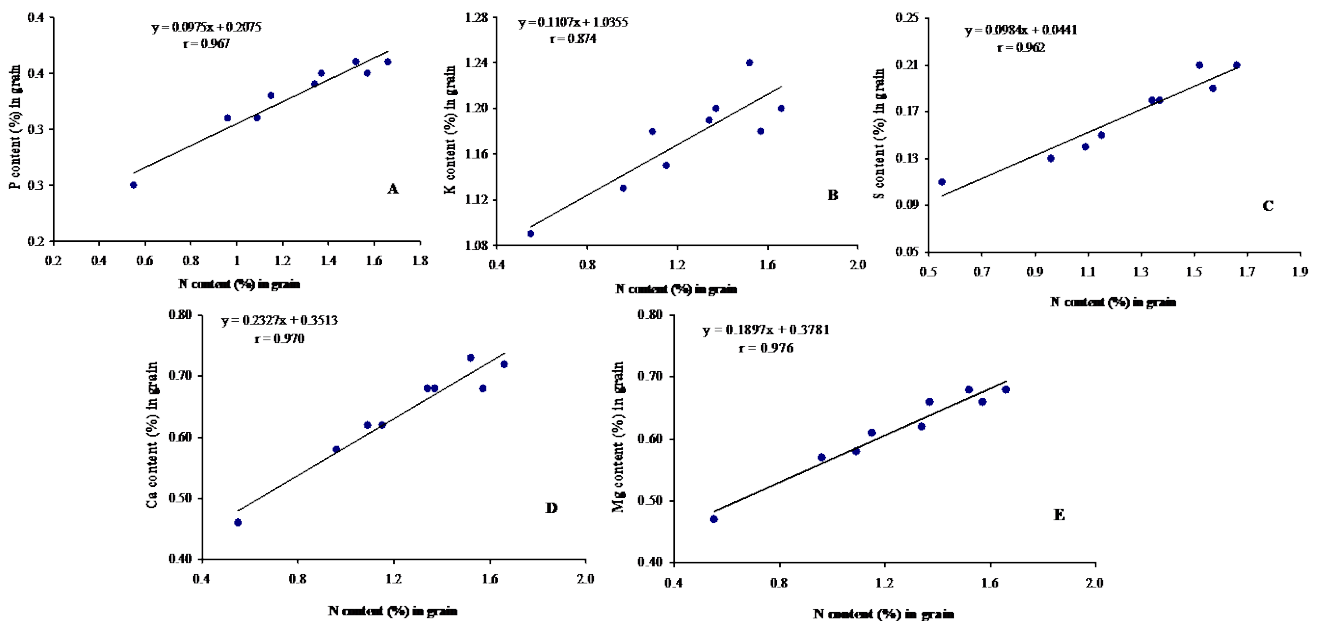 y = 0.0975x + 0.2075
r = 0.967
P content (%) in grain
0.4
0.4
0.3
0.3
0.2
0.2 0.4 0.6 0.8 1 1.2 1.4 1.6 1.8
N content (%) in grain
A
y = 0.1107x + 1.0355
r = 0.874
K content (%) in grain
1.28
1.24
1.20
1.16
1.12
1.08
0.4 0.8 1.2 1.6 2.0
N content (%) in grain
B
y = 0.0984x + 0.0441
r = 0.962
S content (%) in grain
0.25
0.21
0.17
0.13
0.09
0.05
0.5 0.7 0.9 1.1 1.3 1.5 1.7 1.9
N content (%) in grain
C
y = 0.2327x + 0.3513
r = 0.970
Ca content (%) in grain
0.80
0.70
0.60
0.50
0.40
0.4 0.8 1.2 1.6 2.0
N content (%) in grain
D
y = 0.1897x + 0.3781
r = 0.976
Mg content (%) in grain
0.80
0.70
0.60
0.50
0.40
0.4 0.8 1.2 1.6 2.0
N content (%) in grain
E